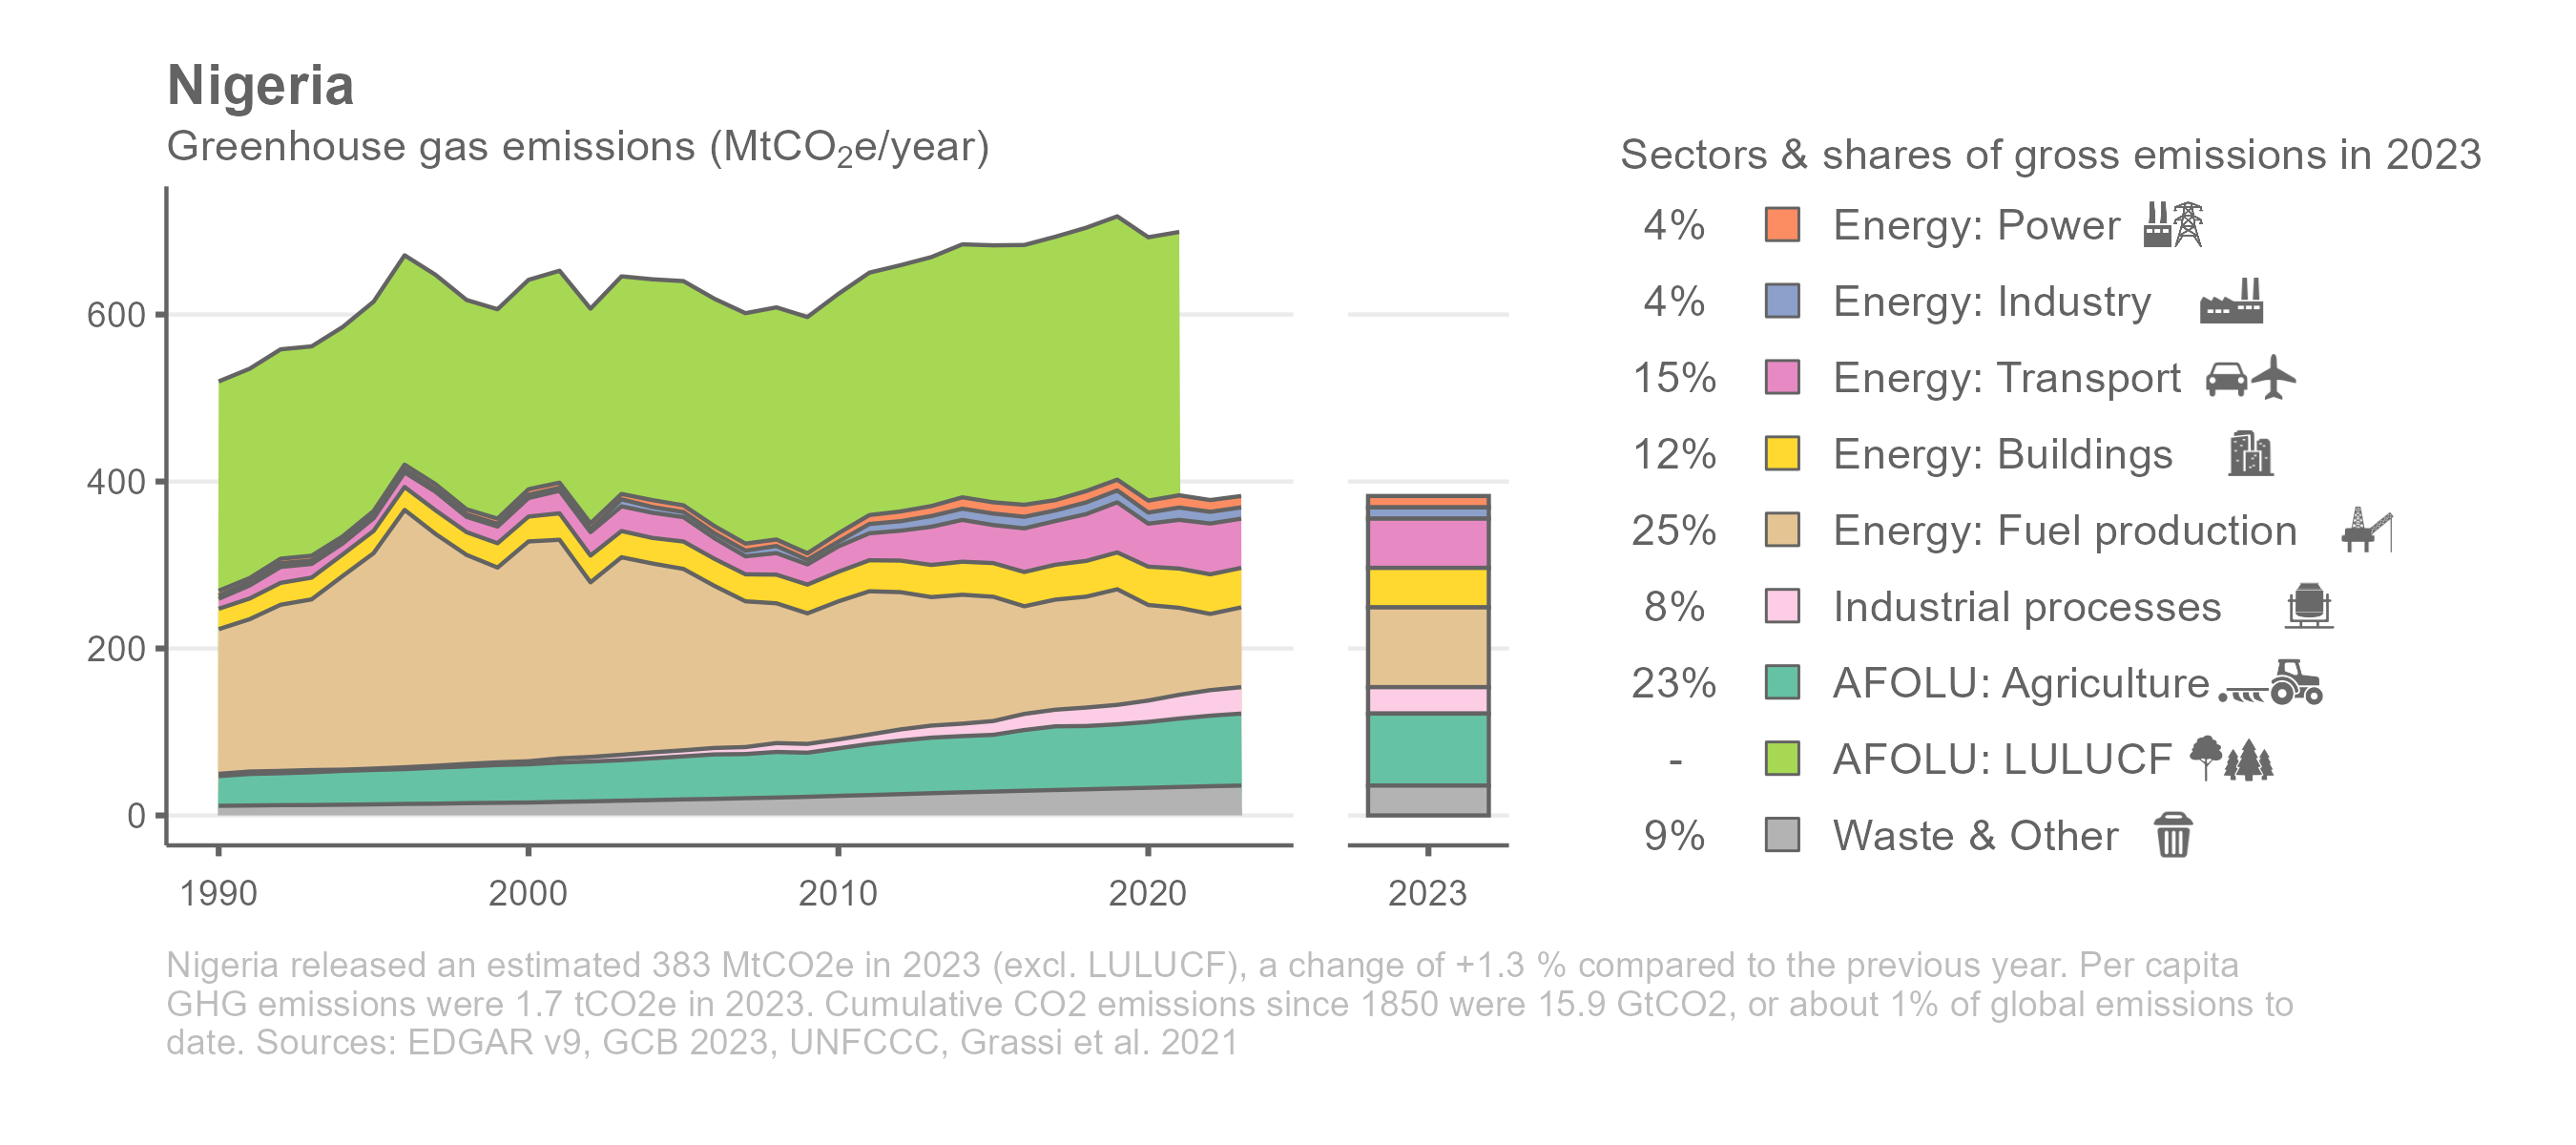 Nigeria
Greenhouse gas emissions (MtCO₂e/year)
600
400
200
0
1990 2000 2010 2020 2023
Sectors & shares of gross emissions in 2023
4% Energy: Power
4% Energy: Industry
15% Energy: Transport
12% Energy: Buildings
25% Energy: Fuel production
8% Industrial processes
23% AFOLU: Agriculture
- AFOLU: LULUCF
9% Waste & Other
Nigeria released an estimated 383 MtCO2e in 2023 (excl. LULUCF), a change of +1.3 % compared to the previous year. Per capita
GHG emissions were 1.7 tCO2e in 2023. Cumulative CO2 emissions since 1850 were 15.9 GtCO2, or about 1% of global emissions to
date. Sources: EDGAR v9, GCB 2023, UNFCCC, Grassi et al. 2021